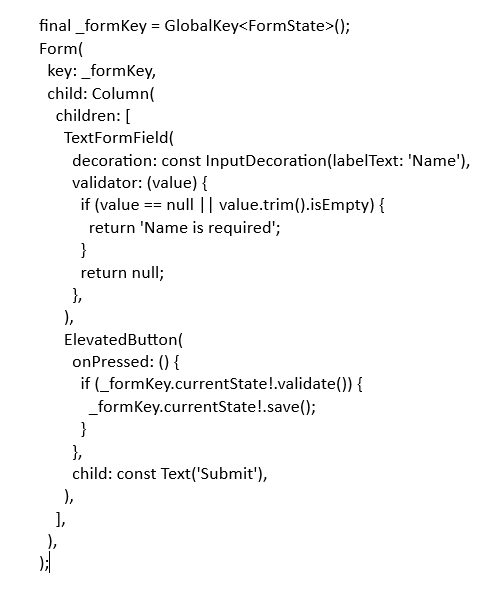 final _formKey = GlobalKey<FormState>();
Form(
  key: _formKey,
  child: Column(
    children: [
      TextFormField(
        decoration: const InputDecoration(labelText: 'Name'),
        validator: (value) {
          if (value == null || value.trim().isEmpty) {
            return 'Name is required';
          }
          return null;
        },
      ),
      ElevatedButton(
        onPressed: () {
          if (_formKey.currentState!.validate()) {
            _formKey.currentState!.save();
          }
        },
        child: const Text('Submit'),
      ),
    ],
  ),
);